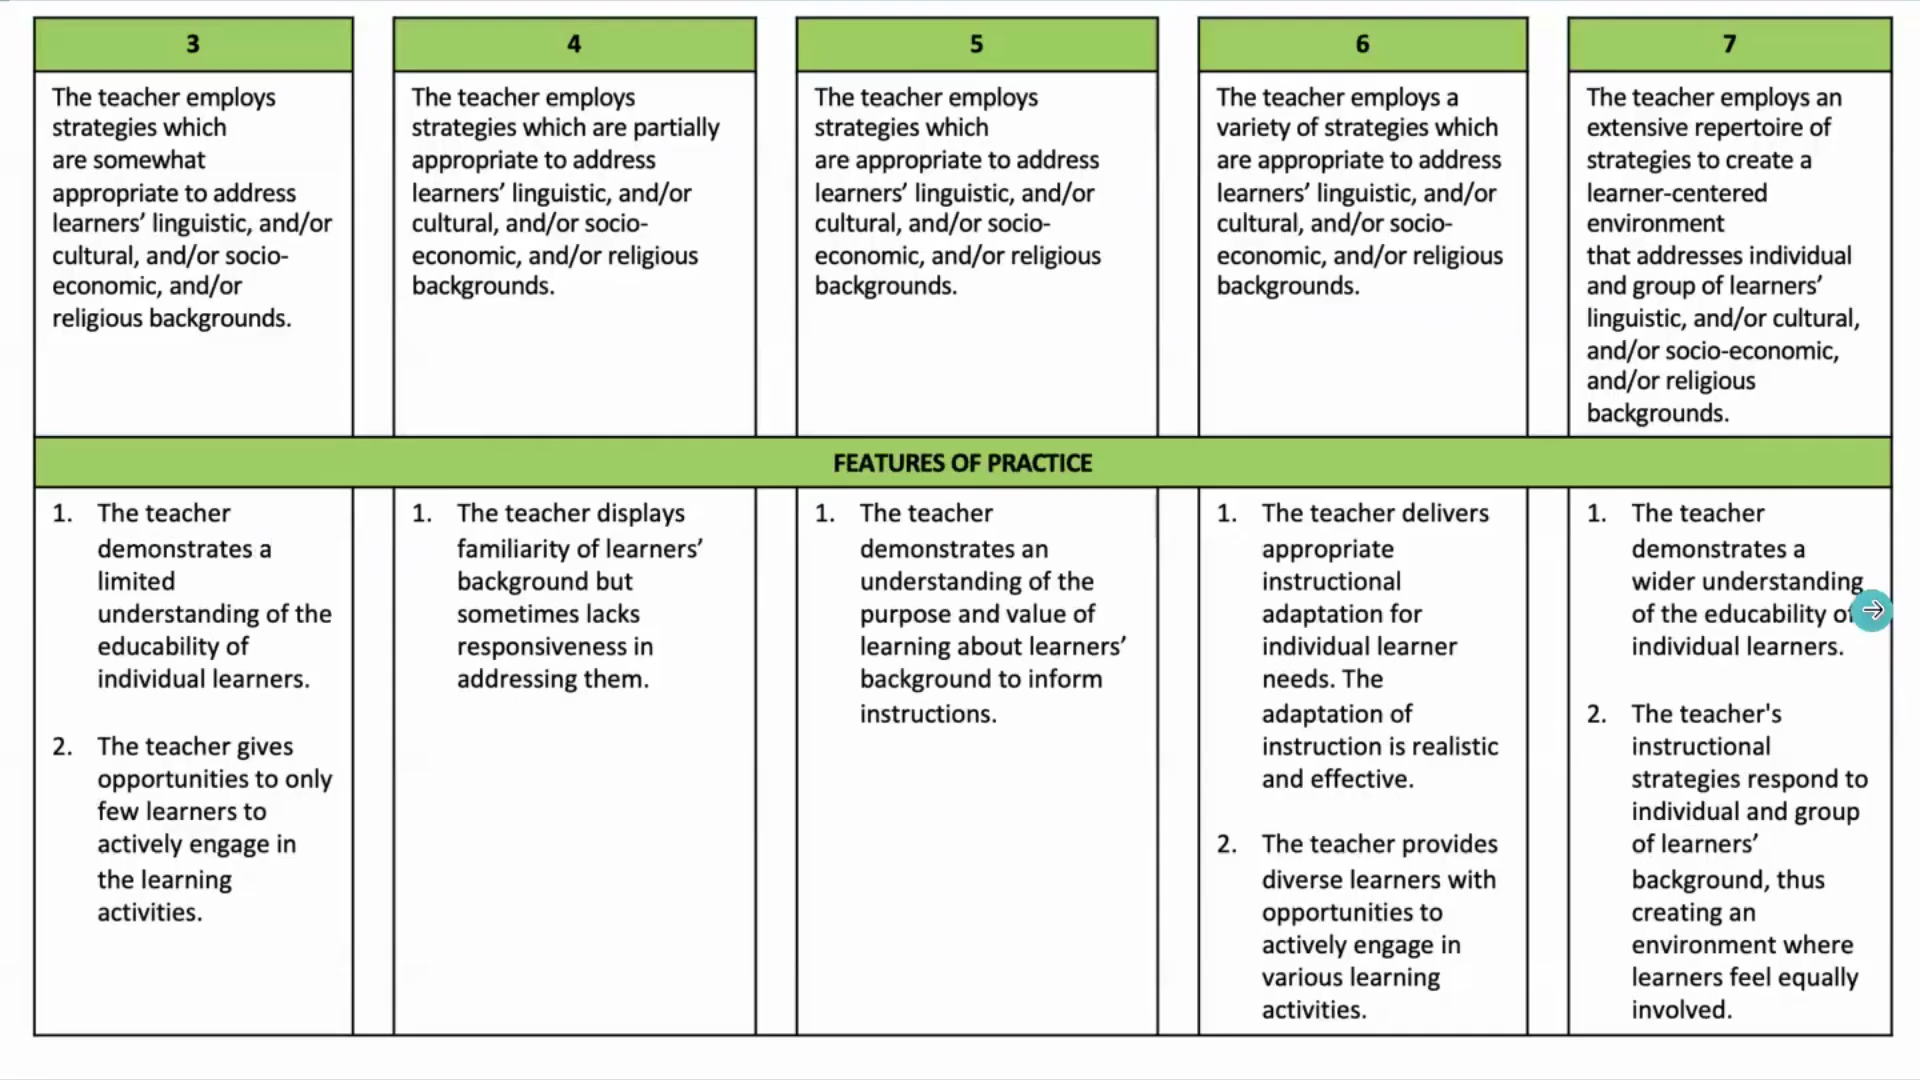 3
The teacher employs
strategies which
are somewhat
appropriate to address
learners’ linguistic, and/or
cultural, and/or socio-
economic, and/or
religious backgrounds.
4
The teacher employs
strategies which are partially
appropriate to address
learners’ linguistic, and/or
cultural, and/or socio-
economic, and/or religious
backgrounds.
5
The teacher employs
strategies which
are appropriate to address
learners’ linguistic, and/or
cultural, and/or socio-
economic, and/or religious
backgrounds.
6
The teacher employs a
variety of strategies which
are appropriate to address
learners’ linguistic, and/or
cultural, and/or socio-
economic, and/or religious
backgrounds.
7
The teacher employs an
extensive repertoire of
strategies to create a
learner-centered
environment
that addresses individual
and group of learners’
linguistic, and/or cultural,
and/or socio-economic,
and/or religious
backgrounds.
FEATURES OF PRACTICE
1. The teacher
demonstrates a
limited
understanding of the
educability of
individual learners.
2. The teacher gives
opportunities to only
few learners to
actively engage in
the learning
activities.
1. The teacher displays
familiarity of learners’
background but
sometimes lacks
responsiveness in
addressing them.
1. The teacher
demonstrates an
understanding of the
purpose and value of
learning about learners’
background to inform
instructions.
1. The teacher delivers
appropriate
instructional
adaptation for
individual learner
needs. The
adaptation of
instruction is realistic
and effective.
2. The teacher provides
diverse learners with
opportunities to
actively engage in
various learning
activities.
1. The teacher
demonstrates a
wider understanding
of the educability of
individual learners.
2. The teacher's
instructional
strategies respond to
individual and group
of learners’
background, thus
creating an
environment where
learners feel equally
involved.